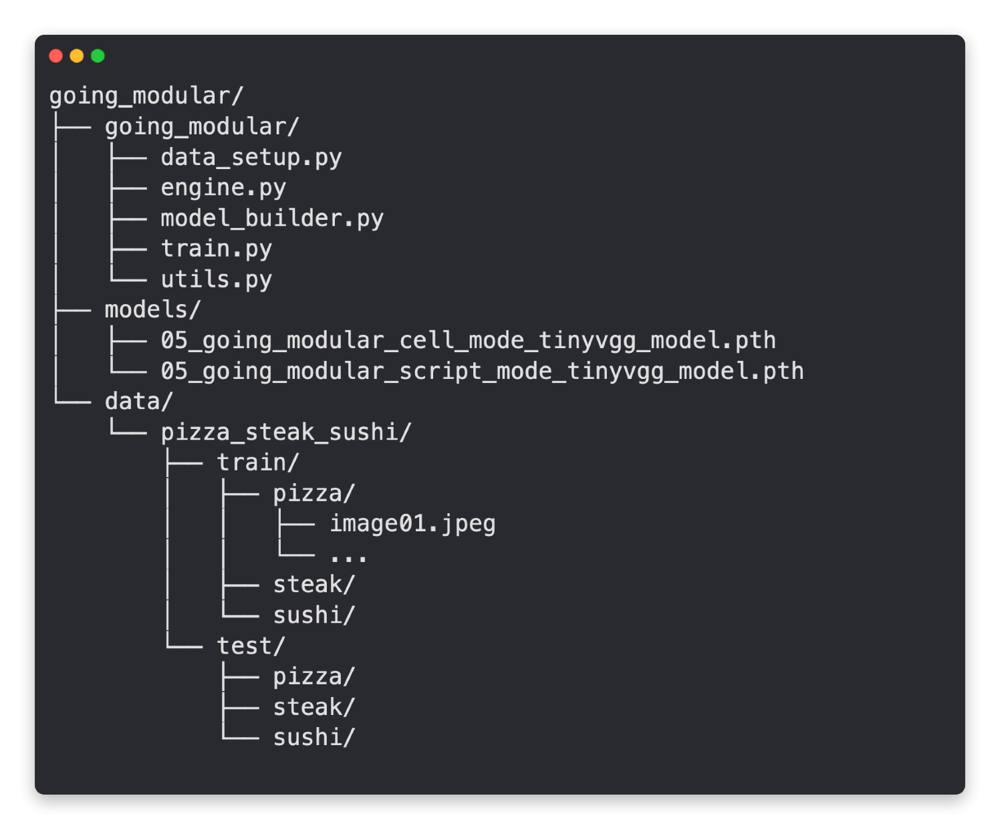 going_modular/
├── going_modular/
│   ├── data_setup.py
│   ├── engine.py
│   ├── model_builder.py
│   ├── train.py
│   └── utils.py
├── models/
│   ├── 05_going_modular_cell_mode_tinyvgg_model.pth
│   └── 05_going_modular_script_mode_tinyvgg_model.pth
└── data/
    └── pizza_steak_sushi/
        ├── train/
        │   ├── pizza/
        │   │   ├── image01.jpeg
        │   │   └── ...
        │   ├── steak/
        │   └── sushi/
        └── test/
            ├── pizza/
            ├── steak/
            └── sushi/